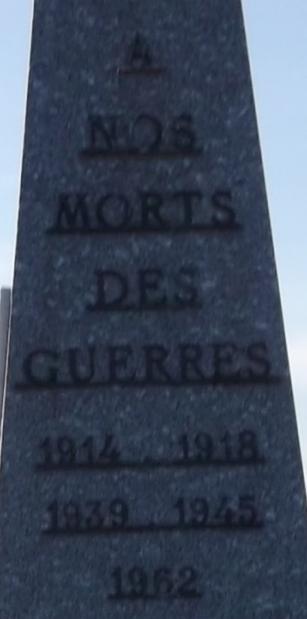 A
NOS
MORTS
DES
GUERRES
1914 . 1918
1939 . 1945
1962